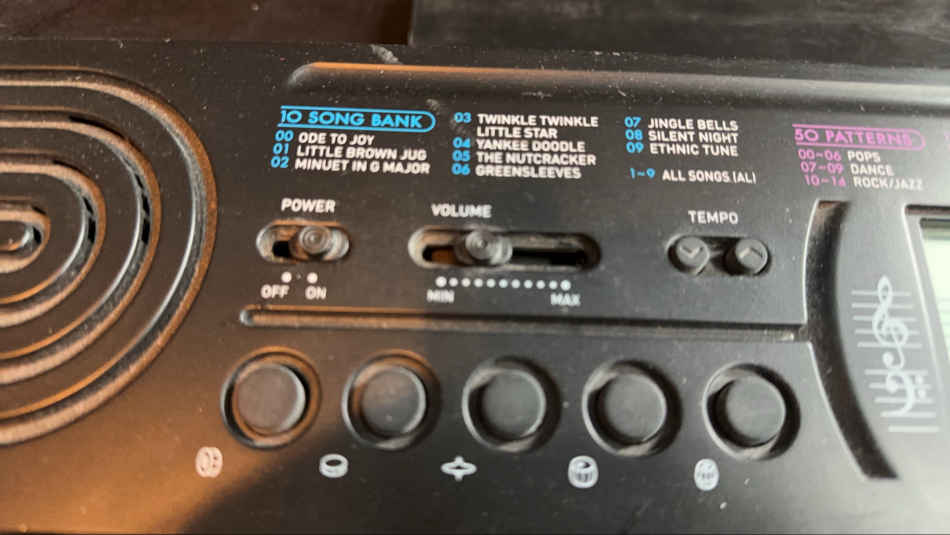 10 SONG BANK
00 ODE TO JOY
01 LITTLE BROWN JUG
02 MINUET IN G MAJOR
03 TWINKLE TWINKLE
LITTLE STAR
04 YANKEE DOODLE
05 THE NUTCRACKER
06 GREENSLEEVES
07 JINGLE BELLS
08 SILENT NIGHT
09 ETHNIC TUNE
1~9 ALL SONGS (AL)
50 PATTERNS
00~06 POPS
07~09 DANCE
10~14 ROCK/JAZZ
POWER
OFF ON
VOLUME
MIN MAX
TEMPO